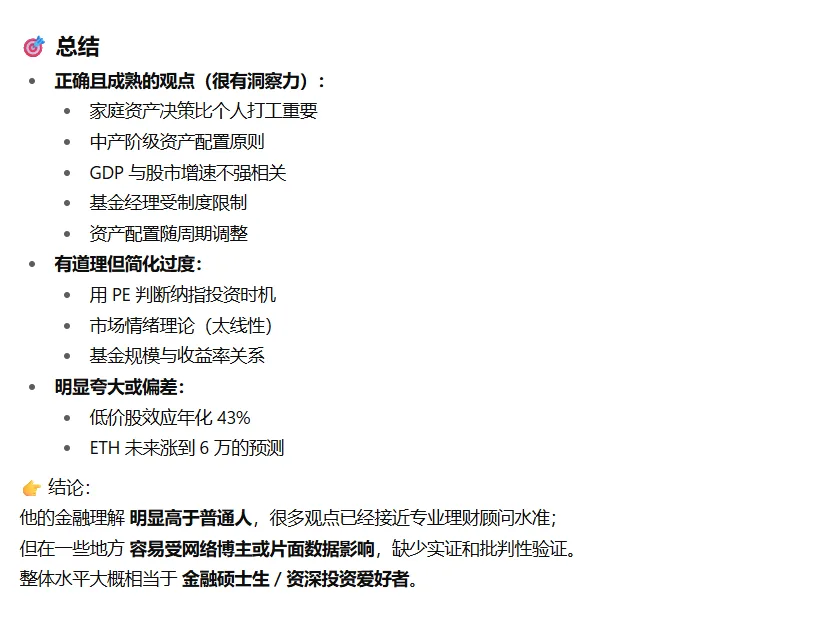 🎯 总结
• 正确且成熟的观点（很有洞察力）：
• 家庭资产决策比个人打工重要
• 中产阶级资产配置原则
• GDP 与股市增速不强相关
• 基金经理受制度限制
• 资产配置随周期调整
• 有道理但简化过度：
• 用 PE 判断纳指投资时机
• 市场情绪理论（太线性）
• 基金规模与收益率关系
• 明显夸大或偏差：
• 低价股效应年化 43%
• ETH 未来涨到 6 万的预测
👉 结论：
他的金融理解 明显高于普通人，很多观点已经接近专业理财顾问水准；
但在一些地方 容易受网络博主或片面数据影响，缺少实证和批判性验证。
整体水平大概相当于 金融硕士生 / 资深投资爱好者。